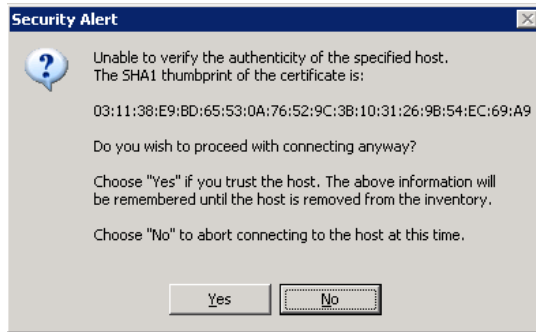 Security Alert
Unable to verify the authenticity of the specified host.
The SHA1 thumbprint of the certificate is:
03:11:38:E9:BD:65:53:0A:76:52:9C:3B:10:31:26:9B:54:EC:69:A9
Do you wish to proceed with connecting anyway?
Choose "Yes" if you trust the host. The above information will
be remembered until the host is removed from the inventory.
Choose "No" to abort connecting to the host at this time.
Yes No